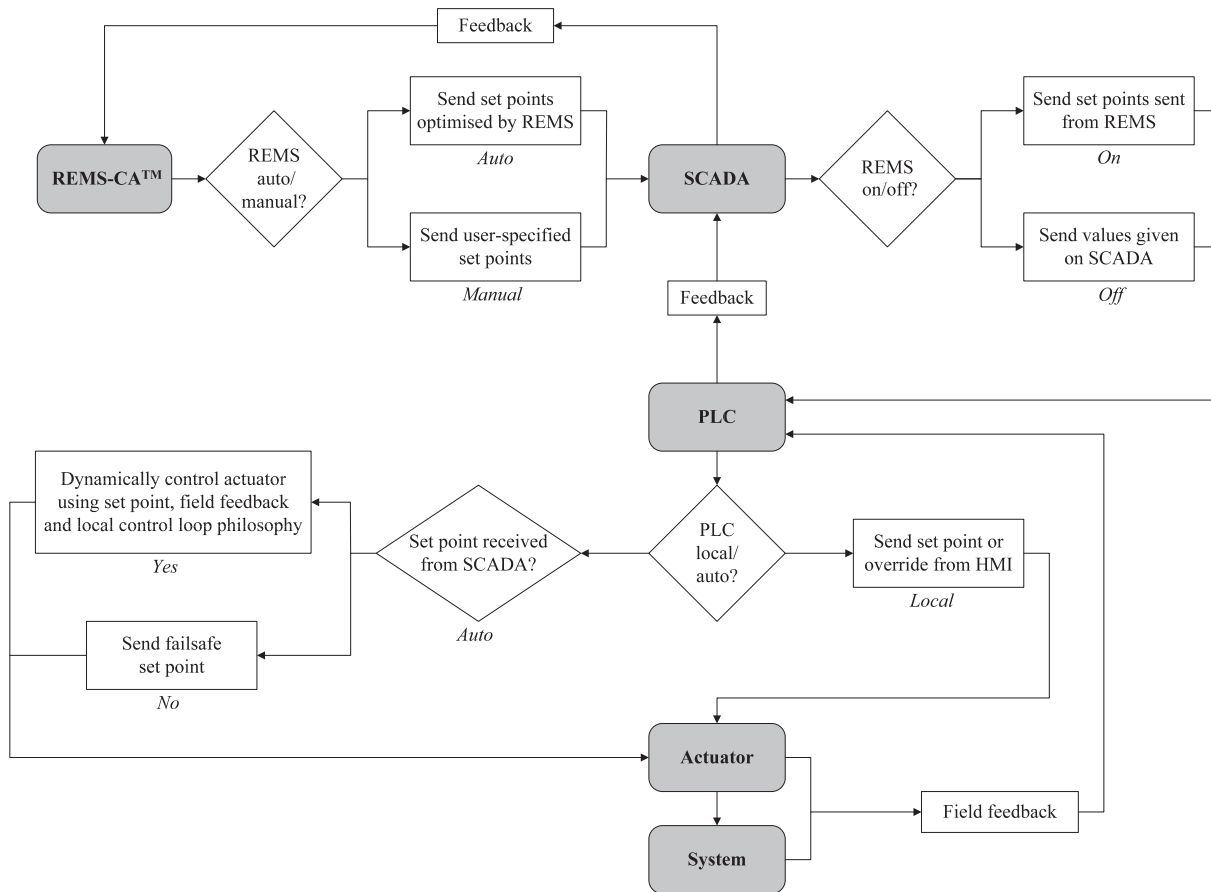 Feedback
Send set points
optimised by REMS
Auto
REMS-CA™
REMS
auto/
manual?
Send user-specified
set points
Manual
SCADA
REMS
on/off?
Send set points sent
from REMS
On
Send values given
on SCADA
Off
Feedback
PLC
Dynamically control actuator
using set point, field feedback
and local control loop philosophy
Yes
Set point received
from SCADA?
Auto
PLC
local/
auto?
Send set point or
override from HMI
Local
Send failsafe
set point
No
Actuator
Field feedback
System